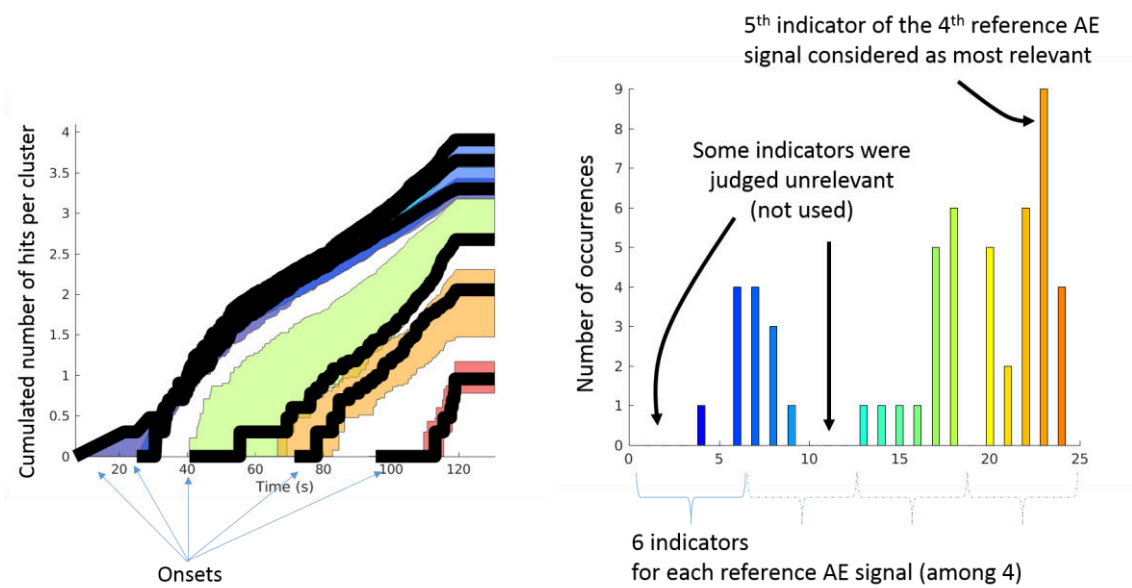 Cumulated number of hits per cluster
4
3.5
3
2.5
2
1.5
1
0.5
0
20
40
60
80
100
120
Time (s)
Onsets
5th indicator of the 4th reference AE
signal considered as most relevant
Some indicators were
judged unrelevant
(not used)
Number of occurrences
9
8
7
6
5
4
3
2
1
0
0
5
10
15
20
25
6 indicators
for each reference AE signal (among 4)